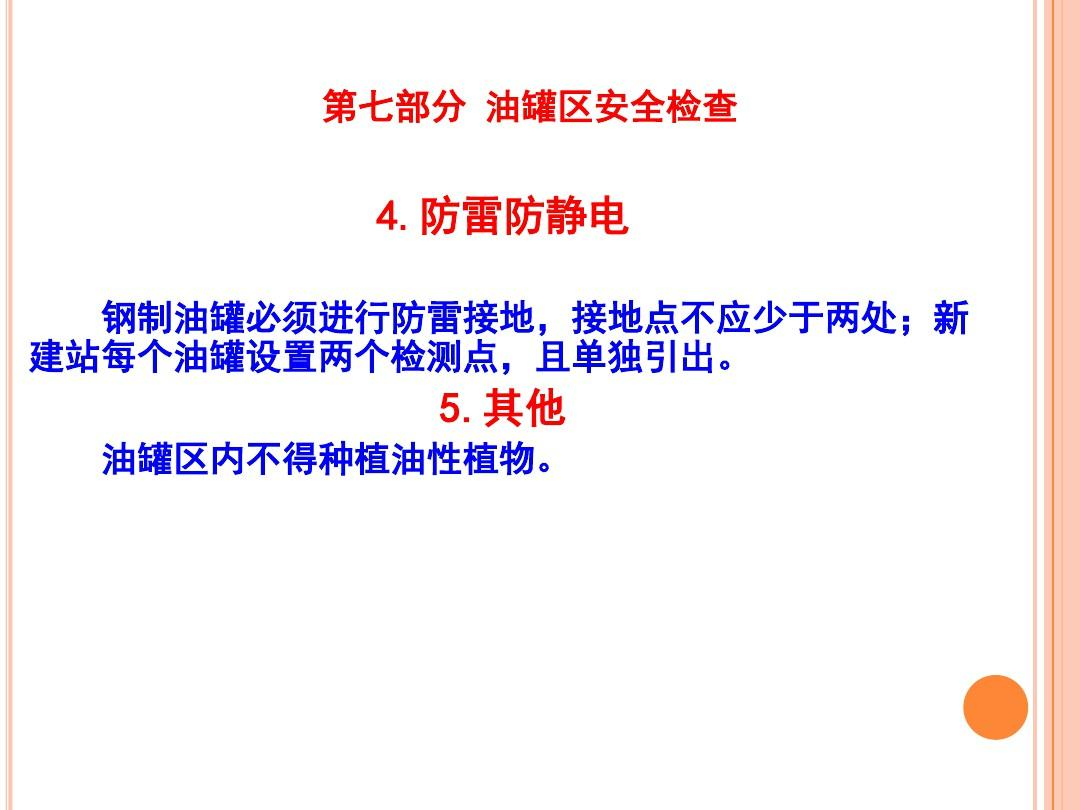 第七部分 油罐区安全检查
4.防雷防静电
钢制油罐必须进行防雷接地，接地点不应少于两处；新
建站每个油罐设置两个检测点，且单独引出。
5.其他
油罐区内不得种植油性植物。